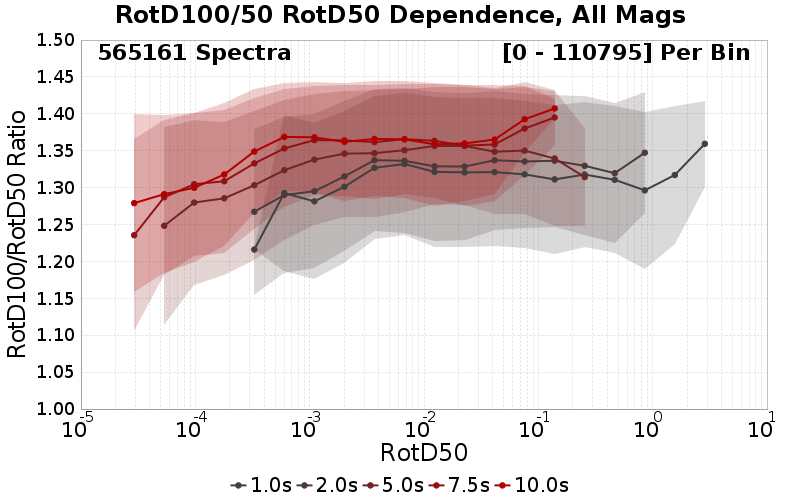 RotD100/50 RotD50 Dependence, All Mags
565161 Spectra
[0 - 110795] Per Bin
RotD100/RotD50 Ratio
1.50
1.45
1.40
1.35
1.30
1.25
1.20
1.15
1.10
1.05
1.00
10^-5 10^-4 10^-3 10^-2 10^-1 10^0 10^1
RotD50
1.0s 2.0s 5.0s 7.5s 10.0s